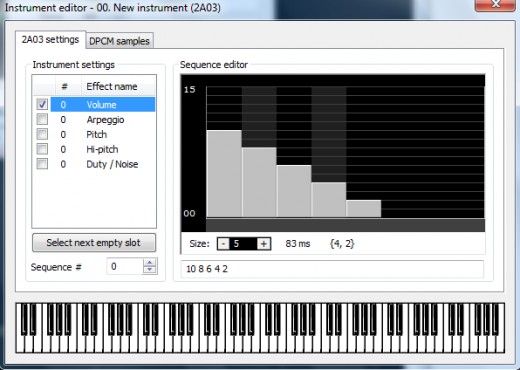 Instrument editor - 00. New instrument (2A03)
2A03 settings DPCM samples
Instrument settings
# Effect name
0 Volume
0 Arpeggio
0 Pitch
0 Hi-pitch
0 Duty / Noise
Select next empty slot
Sequence # 0
Sequence editor
15
00
Size: - 5 + 83 ms {4, 2}
10 8 6 4 2